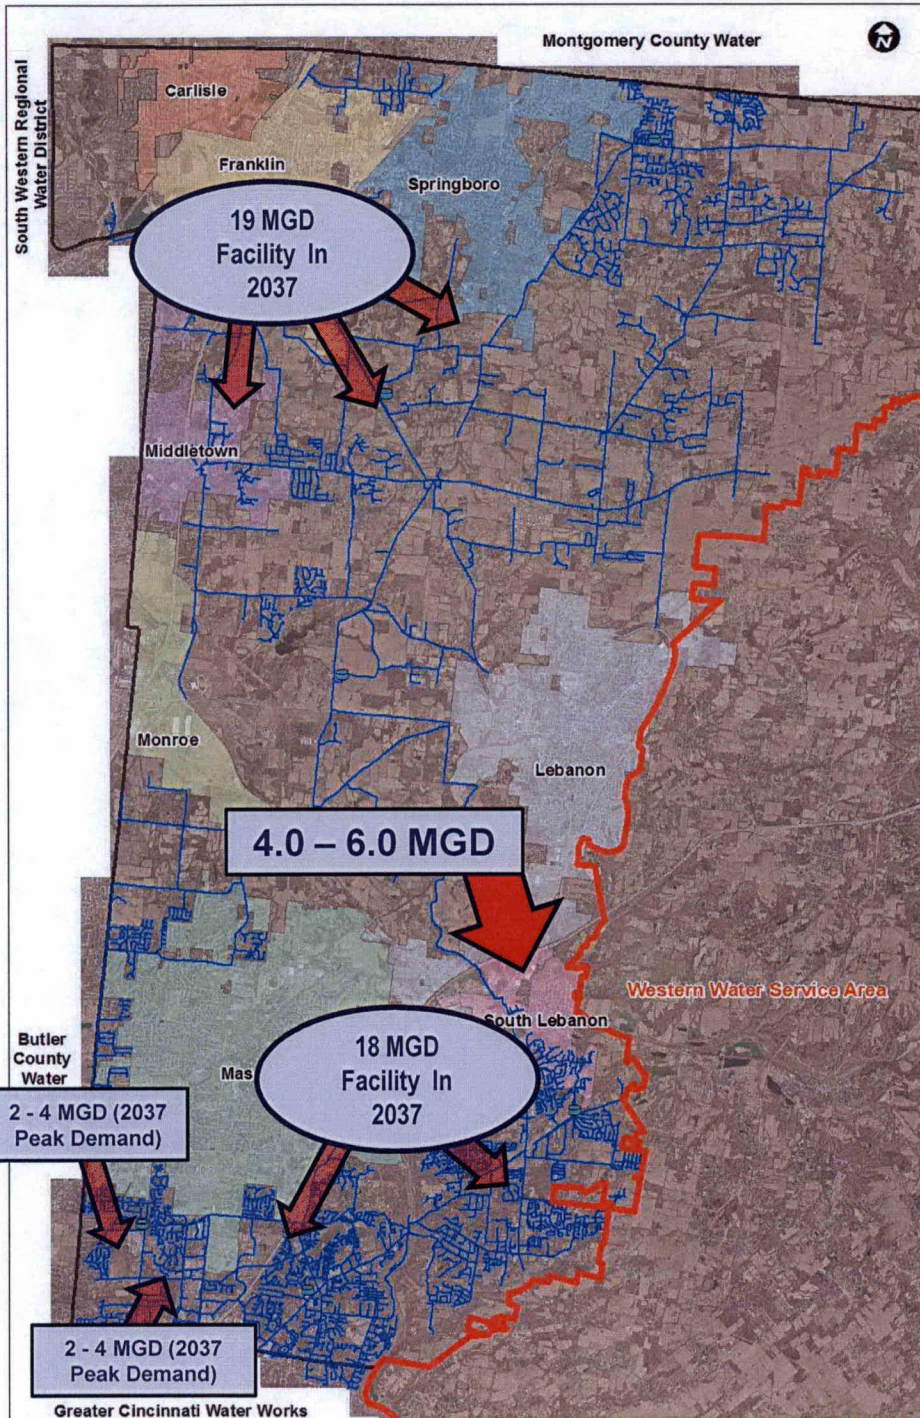 Montgomery County Water
N
South Western Regional
Water District
Carlisle
Franklin
Springboro
19 MGD
Facility In
2037
Middletown
Monroe
Lebanon
4.0 – 6.0 MGD
Western Water Service Area
South Lebanon
Butler
County
Water
Mas
18 MGD
Facility In
2037
2 - 4 MGD (2037
Peak Demand)
2 - 4 MGD (2037
Peak Demand)
Greater Cincinnati Water Works